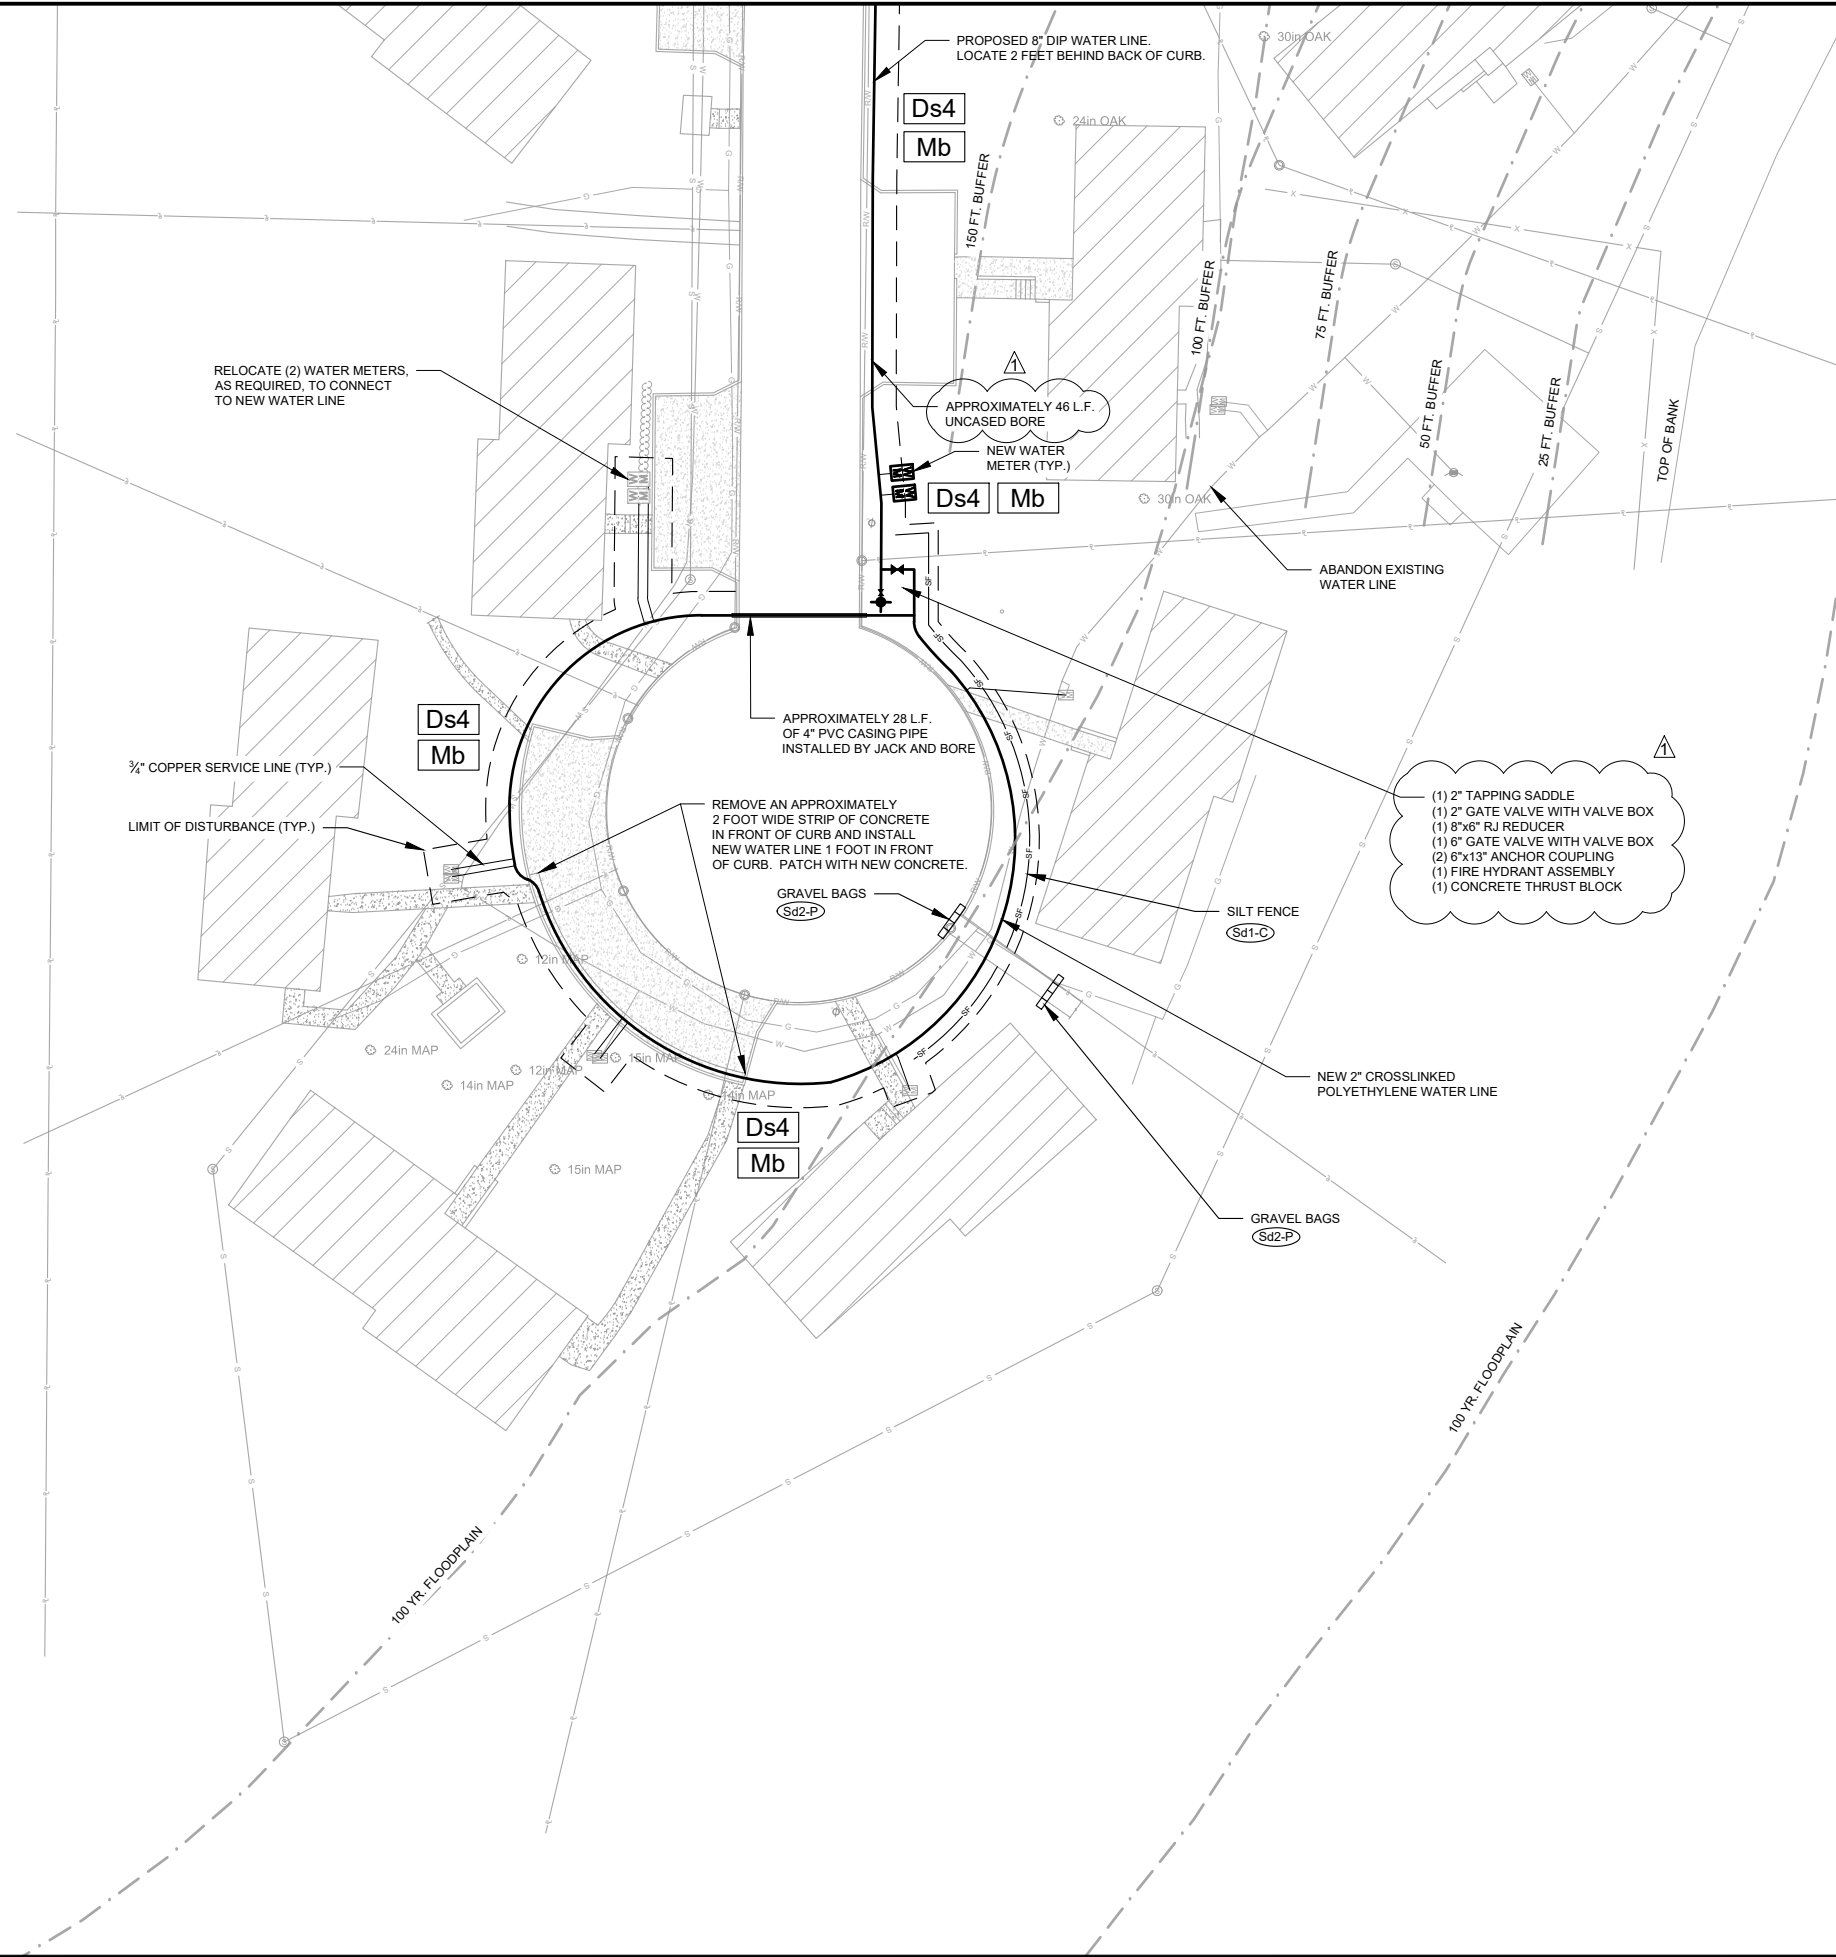 PROPOSED 8" DIP WATER LINE.
LOCATE 2 FEET BEHIND BACK OF CURB.
30in OAK
Ds4
Mb
24in OAK
150 FT. BUFFER
100 FT. BUFFER
75 FT. BUFFER
50 FT. BUFFER
25 FT. BUFFER
TOP OF BANK
RELOCATE (2) WATER METERS,
AS REQUIRED, TO CONNECT
TO NEW WATER LINE
1
APPROXIMATELY 46 L.F.
UNCASED BORE
NEW WATER
METER (TYP.)
Ds4 Mb
30in OAK
ABANDON EXISTING
WATER LINE
Ds4
Mb
APPROXIMATELY 28 L.F.
OF 4" PVC CASING PIPE
INSTALLED BY JACK AND BORE
¾" COPPER SERVICE LINE (TYP.)
LIMIT OF DISTURBANCE (TYP.)
REMOVE AN APPROXIMATELY
2 FOOT WIDE STRIP OF CONCRETE
IN FRONT OF CURB AND INSTALL
NEW WATER LINE 1 FOOT IN FRONT
OF CURB. PATCH WITH NEW CONCRETE.
1
(1) 2" TAPPING SADDLE
(1) 2" GATE VALVE WITH VALVE BOX
(1) 8"x6" RJ REDUCER
(1) 6" GATE VALVE WITH VALVE BOX
(2) 6"x13" ANCHOR COUPLING
(1) FIRE HYDRANT ASSEMBLY
(1) CONCRETE THRUST BLOCK
GRAVEL BAGS
Sd2-P
SILT FENCE
Sd1-C
12in MAP
24in MAP
12in MAP
15in MAP
14in MAP
14in MAP
NEW 2" CROSSLINKED
POLYETHYLENE WATER LINE
Ds4
Mb
15in MAP
GRAVEL BAGS
Sd2-P
100 YR. FLOODPLAIN
100 YR. FLOODPLAIN